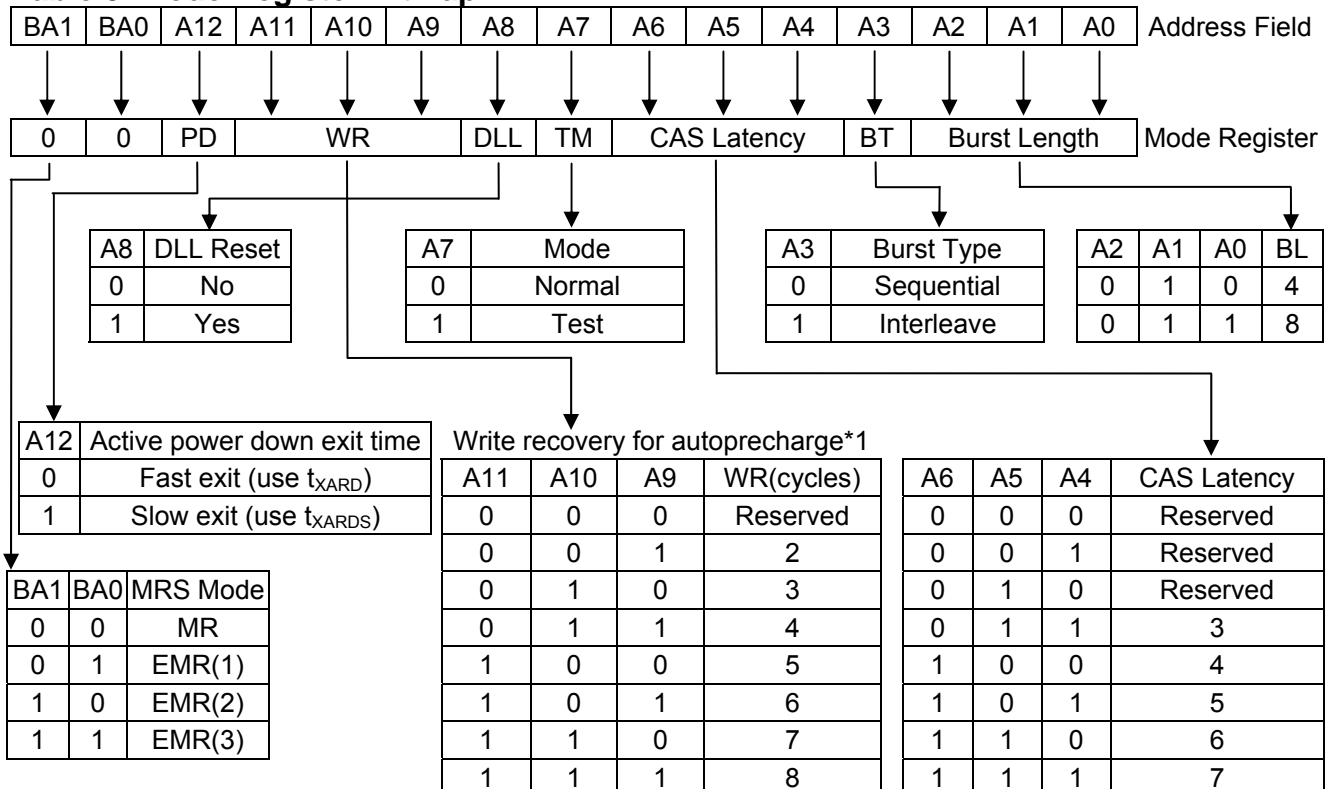 BA1 BA0 A12 A11 A10 A9 A8 A7 A6 A5 A4 A3 A2 A1 A0 Address Field
0 0 PD WR DLL TM CAS Latency BT Burst Length Mode Register
A8 DLL Reset
0 No
1 Yes
A7 Mode
0 Normal
1 Test
A3 Burst Type
0 Sequential
1 Interleave
A2 A1 A0 BL
0 1 0 4
0 1 1 8
A12 Active power down exit time
0 Fast exit (use tXARD)
1 Slow exit (use tXARDS)
BA1 BA0 MRS Mode
0 0 MR
0 1 EMR(1)
1 0 EMR(2)
1 1 EMR(3)
Write recovery for autoprecharge*1
A11 A10 A9 WR(cycles)
0 0 0 Reserved
0 0 1 2
0 1 0 3
0 1 1 4
1 0 0 5
1 0 1 6
1 1 0 7
1 1 1 8
A6 A5 A4 CAS Latency
0 0 0 Reserved
0 0 1 Reserved
0 1 0 Reserved
0 1 1 3
1 0 0 4
1 0 1 5
1 1 0 6
1 1 1 7